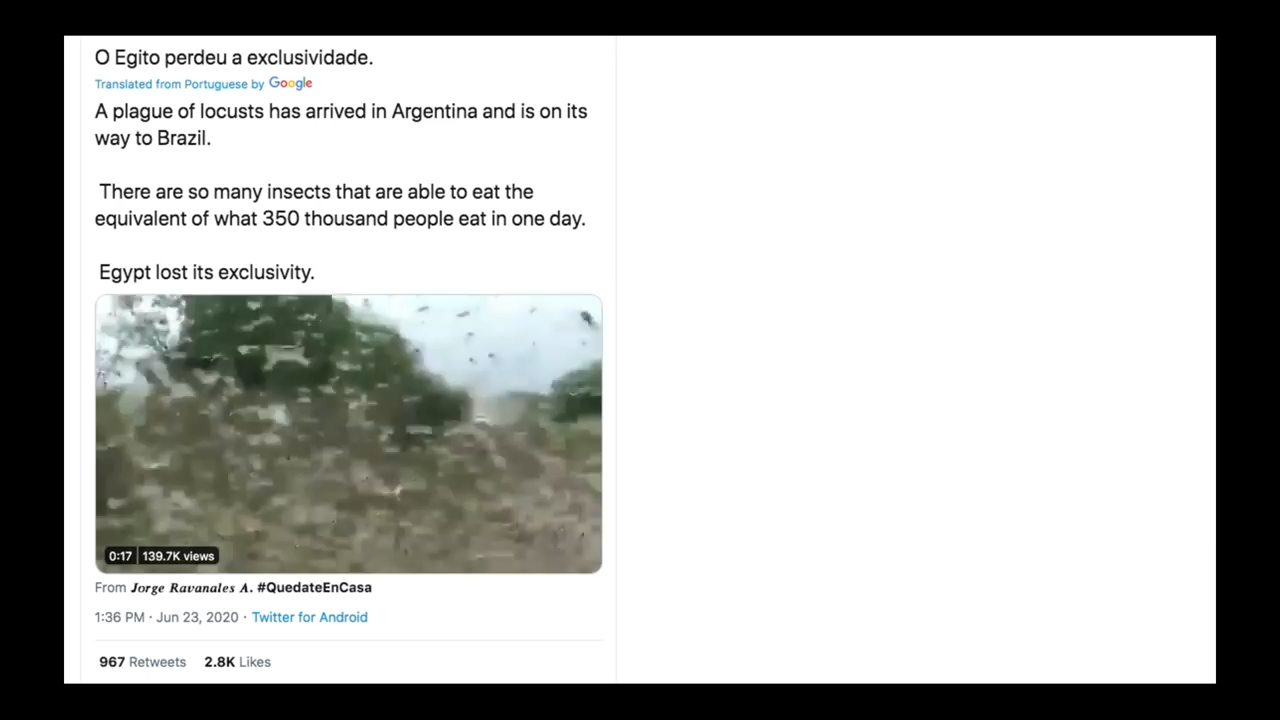 O Egito perdeu a exclusividade.
Translated from Portuguese by Google
A plague of locusts has arrived in Argentina and is on its
way to Brazil.
There are so many insects that are able to eat the
equivalent of what 350 thousand people eat in one day.
Egypt lost its exclusivity.
0:17 139.7K views
From Jorge Ravanales A. #QuedateEnCasa
1:36 PM · Jun 23, 2020 · Twitter for Android
967 Retweets 2.8K Likes